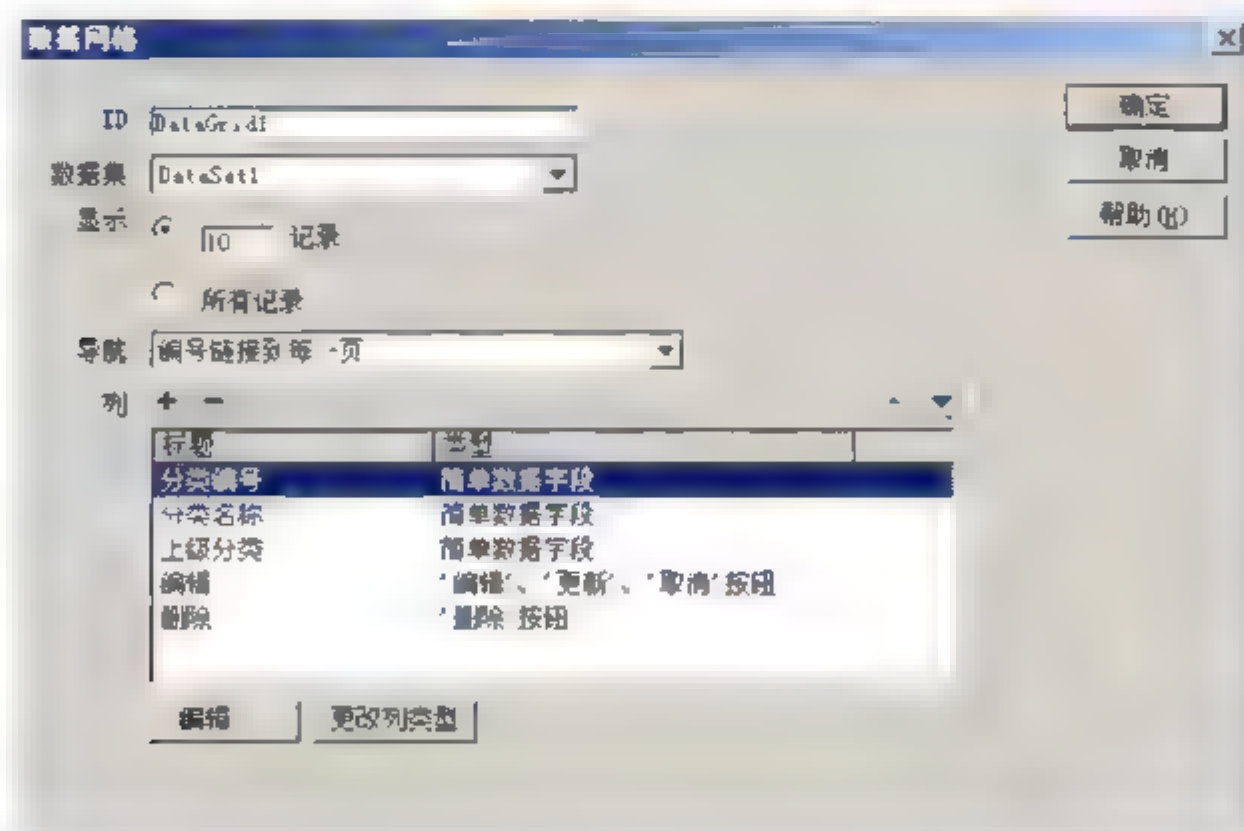 数据网格
ID DataGrid1
确定
数据集 DataSet1
取消
显示 10 记录
帮助(H)
所有记录
导航 编号链接到每一页
列 + -
标题 类型
分类编号 简单数据字段
分类名称 简单数据字段
上级分类 简单数据字段
编辑 '编辑'、'更新'、'取消' 按钮
删除 '删除' 按钮
编辑 更改列类型